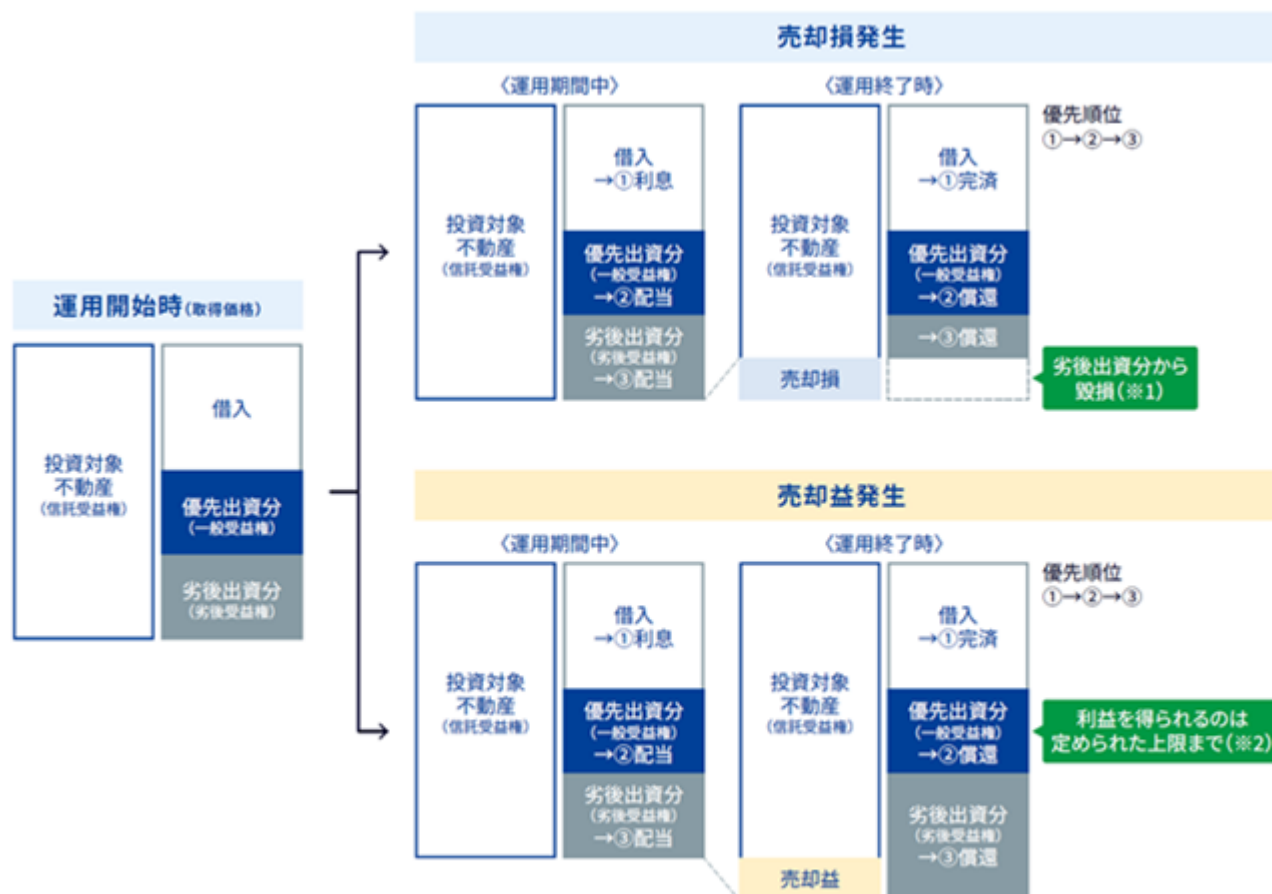 運用開始時(取得価格)
投資対象
不動産
(信託受益権)
借入
優先出資分
(一般受益権)
劣後出資分
(劣後受益権)
売却損発生
〈運用期間中〉
投資対象
不動産
(信託受益権)
借入
→①利息
優先出資分
(一般受益権)
→②配当
劣後出資分
(劣後受益権)
→③配当
〈運用終了時〉
投資対象
不動産
(信託受益権)
売却損
借入
→①完済
優先出資分
(一般受益権)
→②償還
→③償還
優先順位
①→②→③
劣後出資分から
毀損(※1)
売却益発生
〈運用期間中〉
投資対象
不動産
(信託受益権)
借入
→①利息
優先出資分
(一般受益権)
→②配当
劣後出資分
(劣後受益権)
→③配当
〈運用終了時〉
投資対象
不動産
(信託受益権)
売却益
借入
→①完済
優先出資分
(一般受益権)
→②償還
劣後出資分
(劣後受益権)
→③償還
優先順位
①→②→③
利益を得られるのは
定められた上限まで(※2)